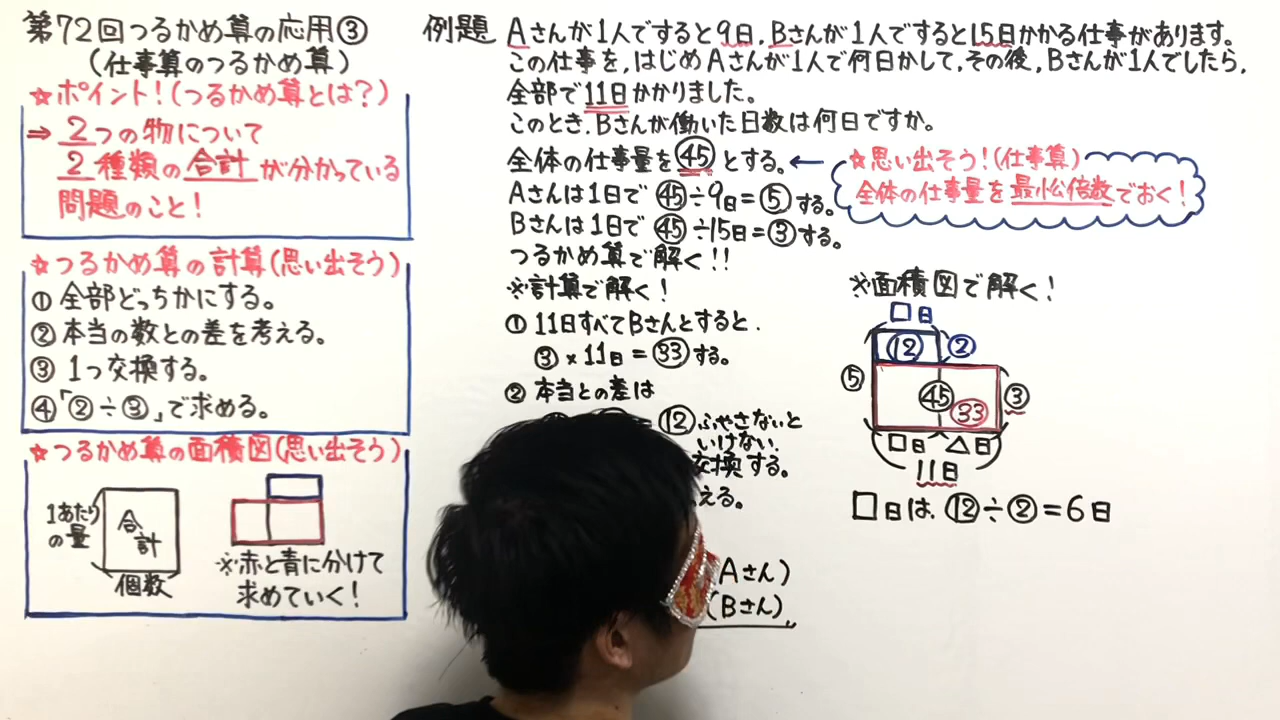 第72回つるかめ算の応用③
(仕事算のつるかめ算)
☆ポイント!(つるかめ算とは?)
⇒2つの物について
2種類の合計が分かっている
問題のこと!
☆つるかめ算の計算(思い出そう)
①全部どっちかにする。
②本当の数との差を考える。
③1つ交換する。
④「②÷③」で求める。
☆つるかめ算の面積図(思い出そう)
1あたり
の量
合
計
個数
※赤と青に分けて
求めていく!
例題 Aさんが1人ですると9日,Bさんが1人ですると15日かかる仕事があります。
この仕事を,はじめAさんが1人で何日かして,その後,Bさんが1人でしたら,
全部で11日かかりました。
このとき,Bさんが働いた日数は何日ですか。
全体の仕事量を㊺とする。←
☆思い出そう!(仕事算)
全体の仕事量を最小公倍数でおく!
Aさんは1日で ㊺÷9日=⑤する。
Bさんは1日で ㊺÷15日=③する。
つるかめ算で解く!!
※計算で解く!
①11日すべてBさんとすると,
③×11日=㉝する。
②本当との差は
⑫ふやさないと
いけない.
交換する。
える。
(Aさん)
(Bさん)
※面積図で解く!
□日
⑫ ②
⑤ ㊺ ㉝ ③
□日 △日
11日
□日は,⑫÷②=6日